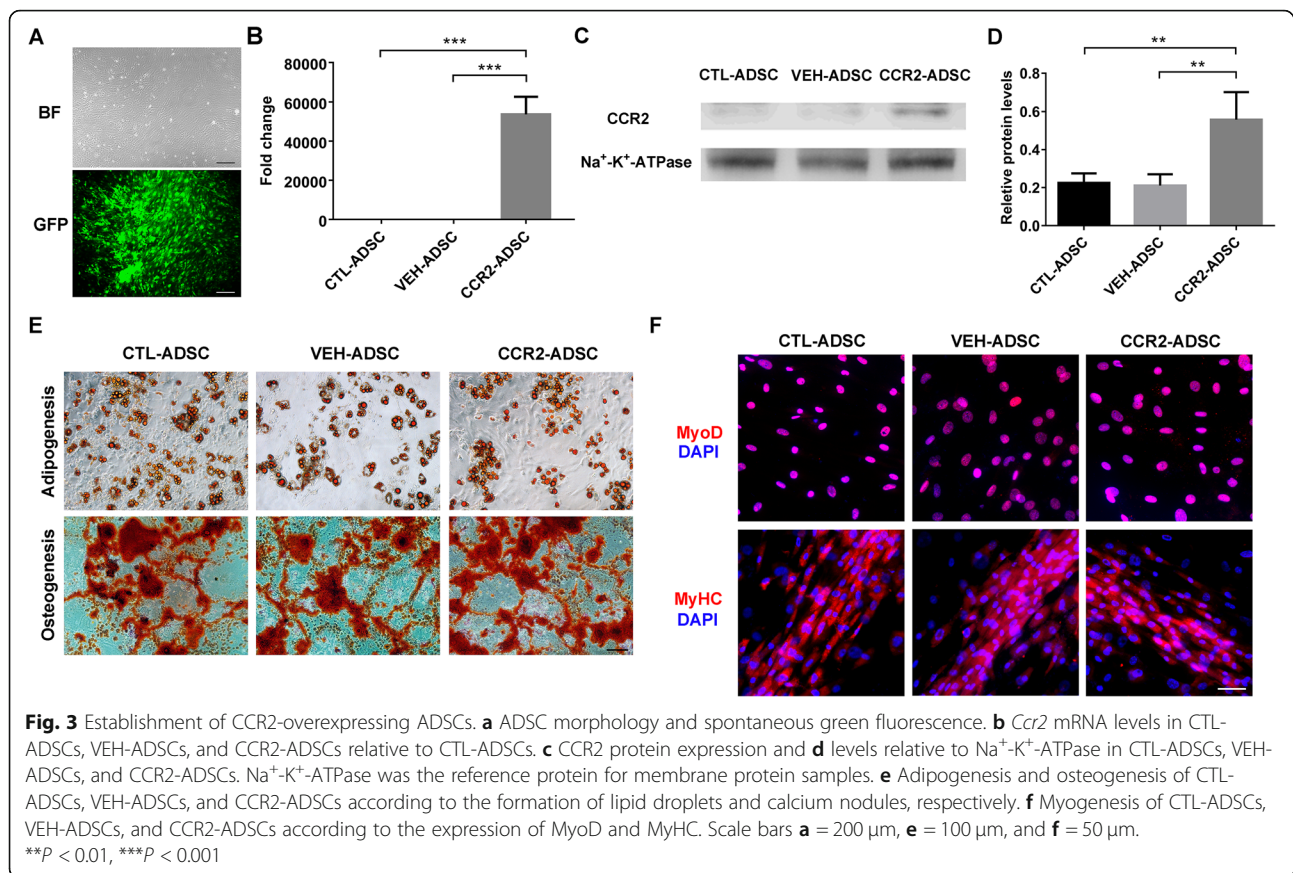 A
BF
GFP
B
***
***
Fold change
80000
60000
40000
20000
0
CTL-ADSC
VEH-ADSC
CCR2-ADSC
C
CTL-ADSC VEH-ADSC CCR2-ADSC
CCR2
Na⁺-K⁺-ATPase
D
**
**
Reletive protein levels
0.8
0.6
0.4
0.2
0.0
CTL-ADSC
VEH-ADSC
CCR2-ADSC
E
CTL-ADSC VEH-ADSC CCR2-ADSC
Adipogenesis
Osteogenesis
F
CTL-ADSC VEH-ADSC CCR2-ADSC
MyoD
DAPI
MyHC
DAPI
Fig. 3 Establishment of CCR2-overexpressing ADSCs. a ADSC morphology and spontaneous green fluorescence. b Ccr2 mRNA levels in CTL-
ADSCs, VEH-ADSCs, and CCR2-ADSCs relative to CTL-ADSCs. c CCR2 protein expression and d levels relative to Na⁺-K⁺-ATPase in CTL-ADSCs, VEH-
ADSCs, and CCR2-ADSCs. Na⁺-K⁺-ATPase was the reference protein for membrane protein samples. e Adipogenesis and osteogenesis of CTL-
ADSCs, VEH-ADSCs, and CCR2-ADSCs according to the formation of lipid droplets and calcium nodules, respectively. f Myogenesis of CTL-ADSCs,
VEH-ADSCs, and CCR2-ADSCs according to the expression of MyoD and MyHC. Scale bars a = 200 μm, e = 100 μm, and f = 50 μm.
**P < 0.01, ***P < 0.001